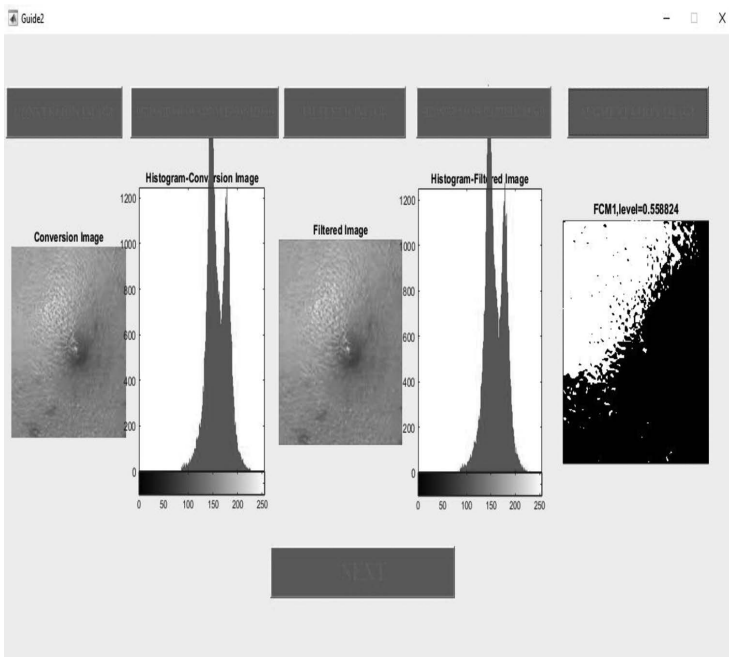 Guide2
Histogram-Conversion Image
Histogram-Filtered Image
FCM1,level=0.558824
Conversion Image
Filtered Image
1200
1000
800
600
400
200
0
0 50 100 150 200 250
1200
1000
800
600
400
200
0
0 50 100 150 200 250
NEXT